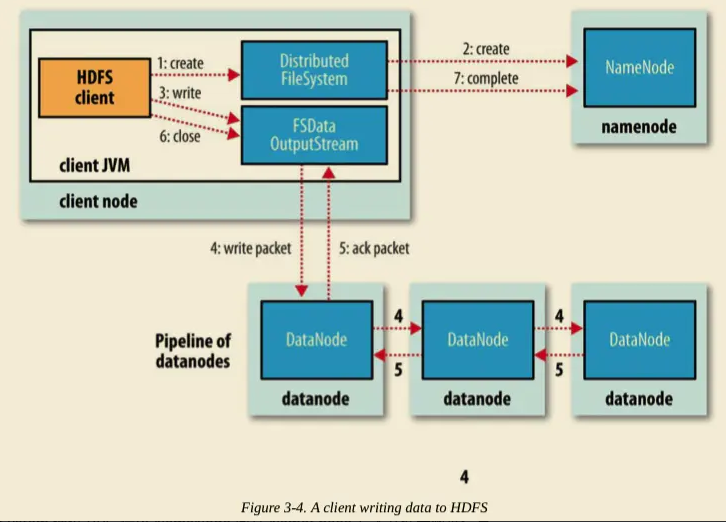 1: create
HDFS
client
3: write
6: close
Distributed
FileSystem
FSData
OutputStream
client JVM
client node
2: create
7: complete
NameNode
namenode
4: write packet
5: ack packet
Pipeline of
datanodes
DataNode
datanode
4
5
DataNode
datanode
4
5
DataNode
datanode
4
Figure 3-4. A client writing data to HDFS